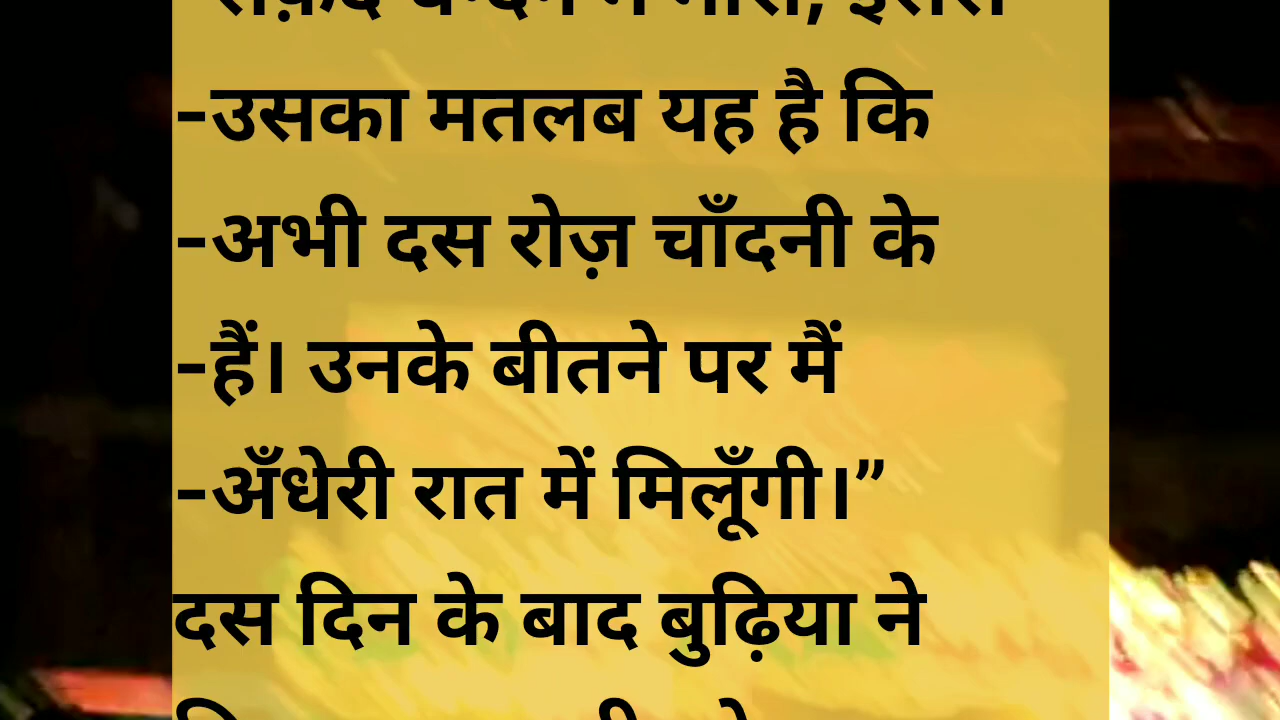 -उसका मतलब यह है कि
-अभी दस रोज़ चाँदनी के
-हैं। उनके बीतने पर मैं
-अँधेरी रात में मिलूँगी।”
दस दिन के बाद बुढ़िया ने